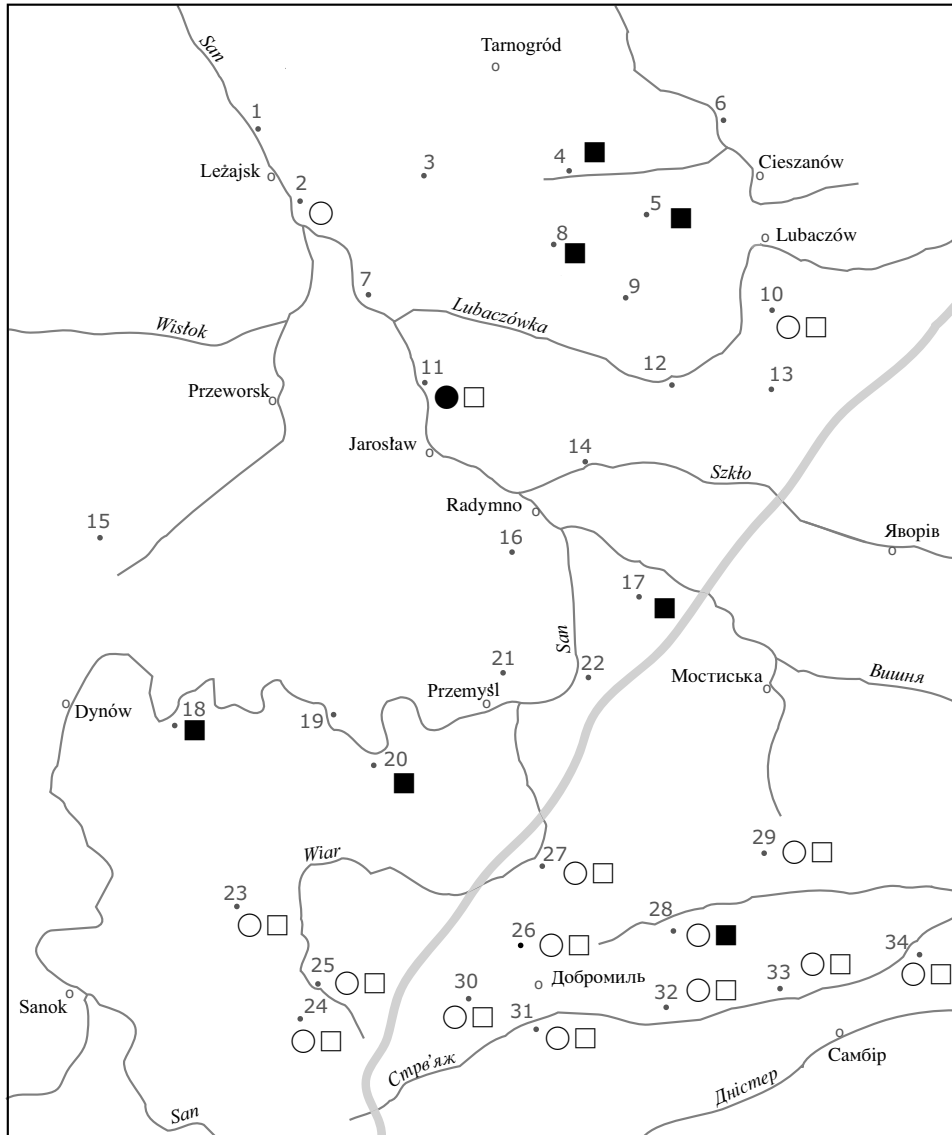 San
Tarnogród
1
6
3
4
Leżajsk
Cieszanów
2
5
8
Lubaczów
9
7
10
Wisłok
Lubaczówka
12
11
13
Przeworsk
Jarosław
14
Szkło
Radymno
15
16
Яворів
17
San
21
22
Przemyśl
Мостиська
Вишня
Dynów
18
19
20
Wiar
27
29
23
28
26
34
25
30
Добромиль
33
Sanok
24
32
31
Самбір
Стрв’яж
Дністер
San